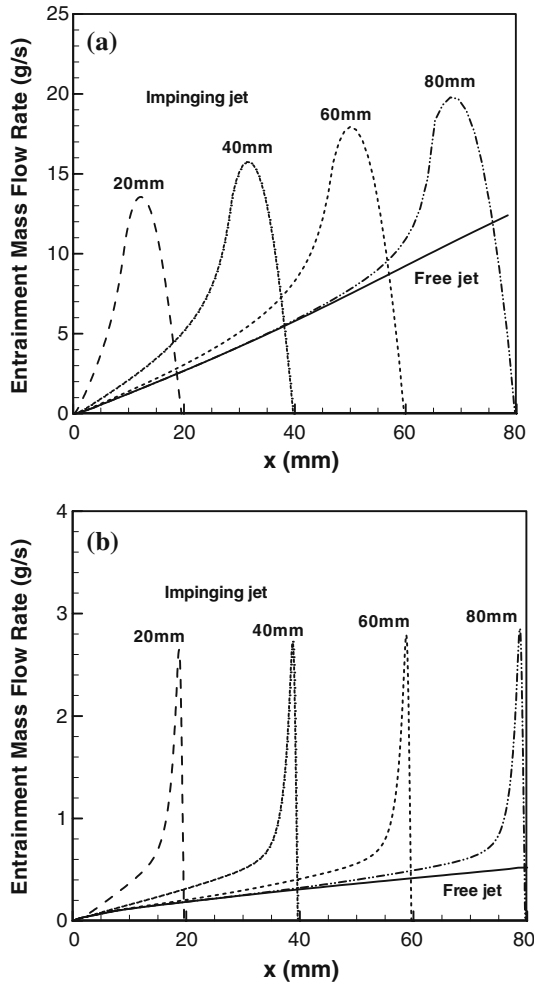 (a)
Entrainment Mass Flow Rate (g/s)
25
20
15
10
5
0
Impinging jet
20mm
40mm
60mm
80mm
Free jet
0
20
40
60
80
x (mm)
(b)
Entrainment Mass Flow Rate (g/s)
4
3
2
1
0
Impinging jet
20mm
40mm
60mm
80mm
Free jet
0
20
40
60
80
x (mm)